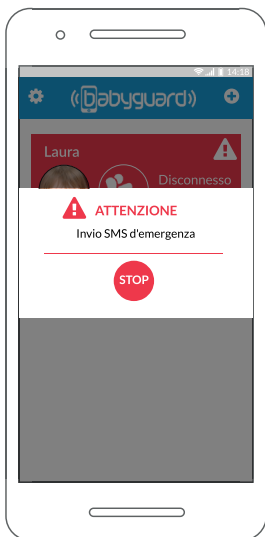 14:18
babyguard
Laura
Disconnesso
ATTENZIONE
Invio SMS d'emergenza
STOP